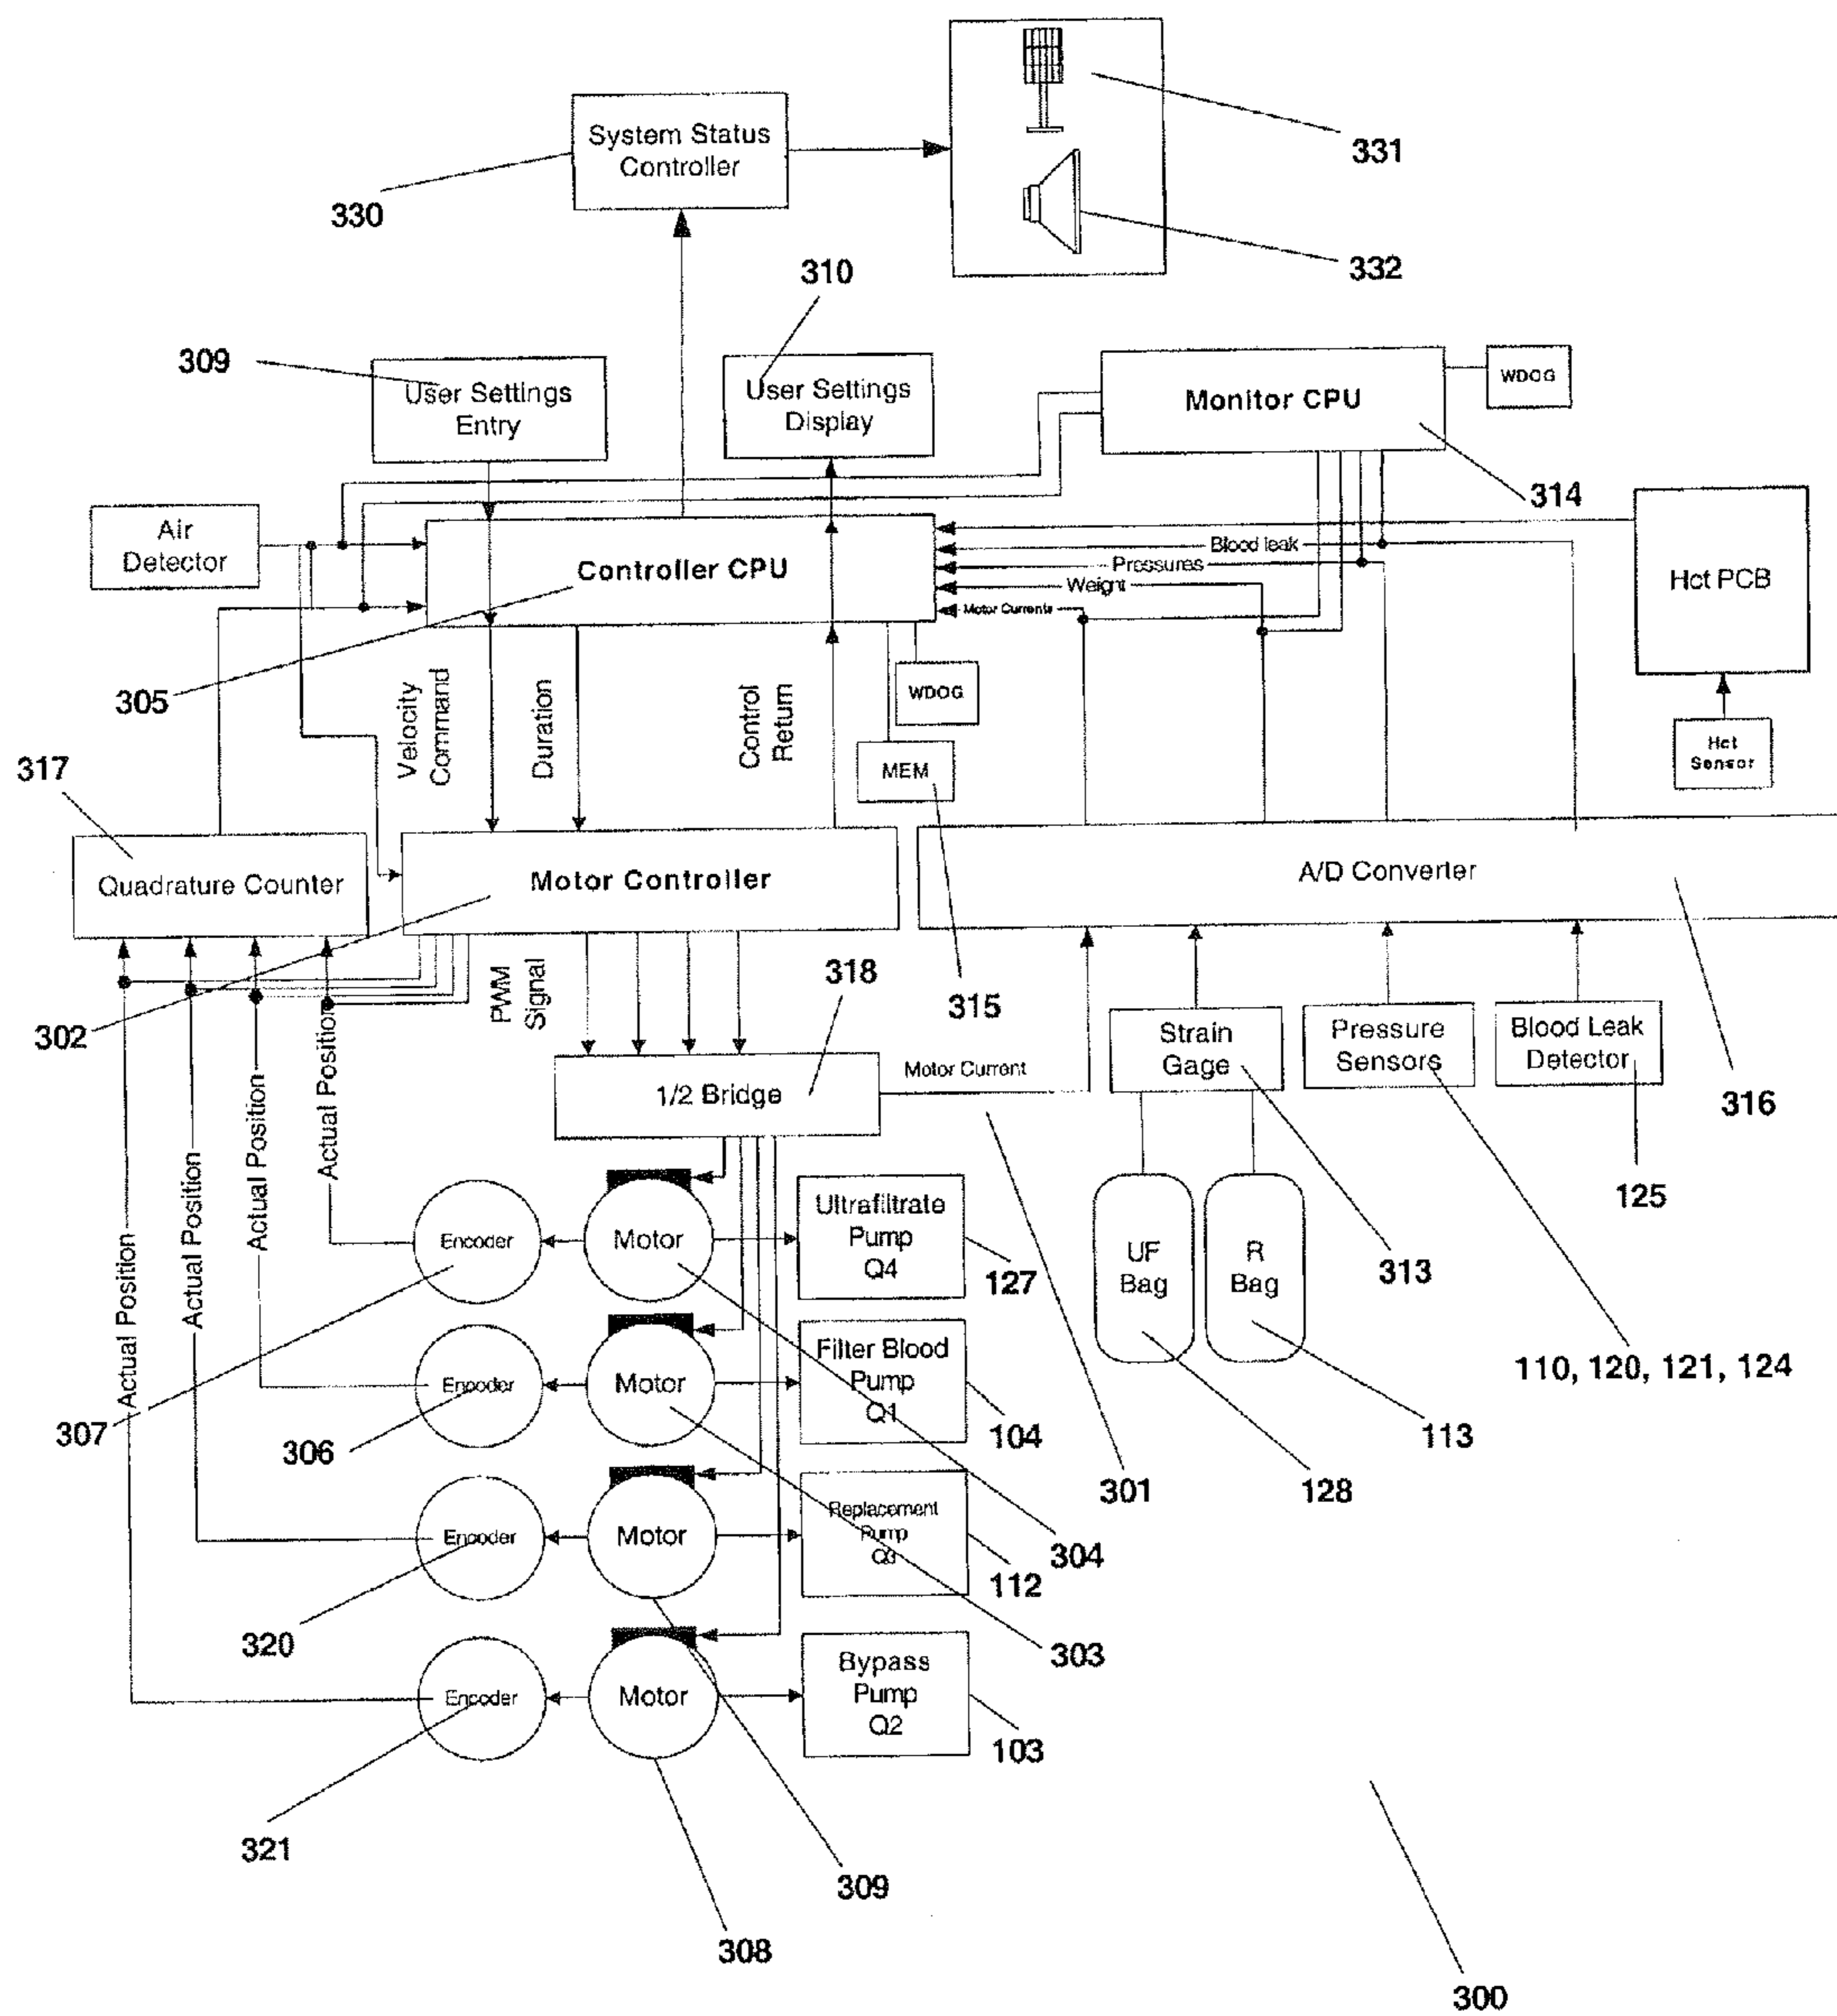 331
System Status
Controller
330
332
310
309
User Settings
Entry
User Settings
Display
Monitor CPU
WDOG
314
Air
Detector
Controller CPU
Blood leak
Pressures
Weight
Motor Currents
Hct PCB
305
Velocity
Command
Duration
Control
Return
WDOG
MEM
Hct
Sensor
317
Quadrature Counter
Motor Controller
A/D Converter
302
PWM
Signal
318
315
Strain
Gage
Pressure
Sensors
Blood Leak
Detector
316
1/2 Bridge
Motor Current
Actual Position
Actual Position
Actual Position
Actual Position
125
Encoder
Motor
Ultrafiltrate
Pump
Q4
127
UF
Bag
R
Bag
313
307
306
Encoder
Motor
Filter Blood
Pump
Q1
104
110, 120, 121, 124
113
128
301
Encoder
Motor
Replacement
Pump
Q3
112
304
320
303
Encoder
Motor
Bypass
Pump
Q2
103
321
309
308
300